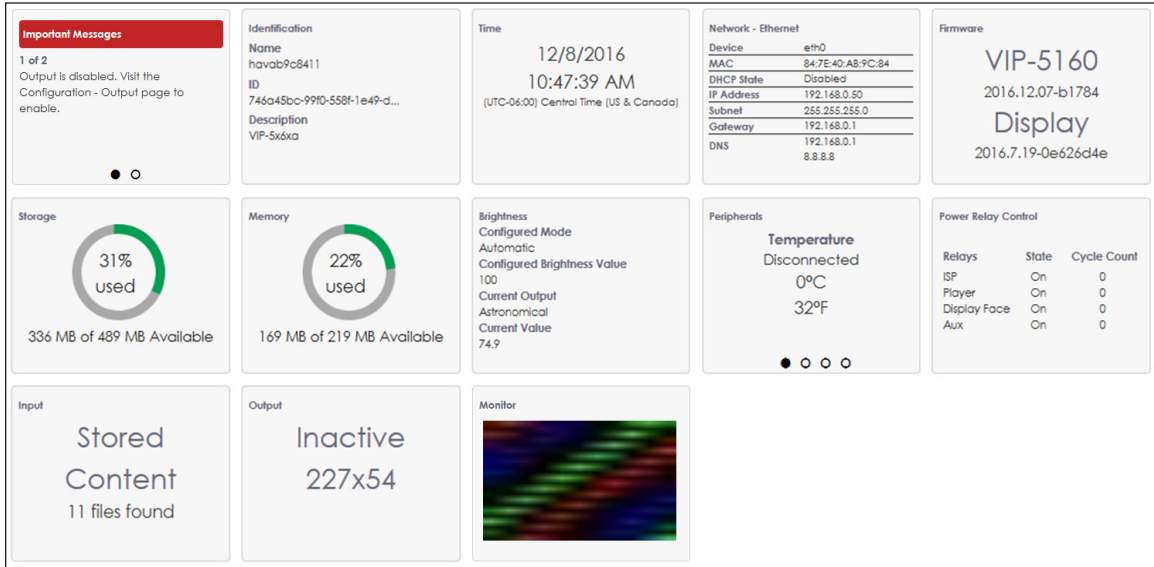 Important Messages
1 of 2
Output is disabled. Visit the
Configuration - Output page to
enable.
Identification
Name
havab9c8411
ID
746a45bc-99f0-558f-1e49-d...
Description
VIP-5x6xa
Time
12/8/2016
10:47:39 AM
(UTC-06:00) Central Time (US & Canada)
Network - Ethernet
Device eth0
MAC 84:7E:40:AB:9C:84
DHCP State Disabled
IP Address 192.168.0.50
Subnet 255.255.255.0
Gateway 192.168.0.1
DNS 192.168.0.1
8.8.8.8
Firmware
VIP-5160
2016.12.07-b1784
Display
2016.7.19-0e626d4e
Storage
31%
used
336 MB of 489 MB Available
Memory
22%
used
169 MB of 219 MB Available
Brightness
Configured Mode
Automatic
Configured Brightness Value
100
Current Output
Astronomical
Current Value
74.9
Peripherals
Temperature
Disconnected
0°C
32°F
Power Relay Control
Relays State Cycle Count
ISP On 0
Player On 0
Display Face On 0
Aux On 0
Input
Stored
Content
11 files found
Output
Inactive
227x54
Monitor